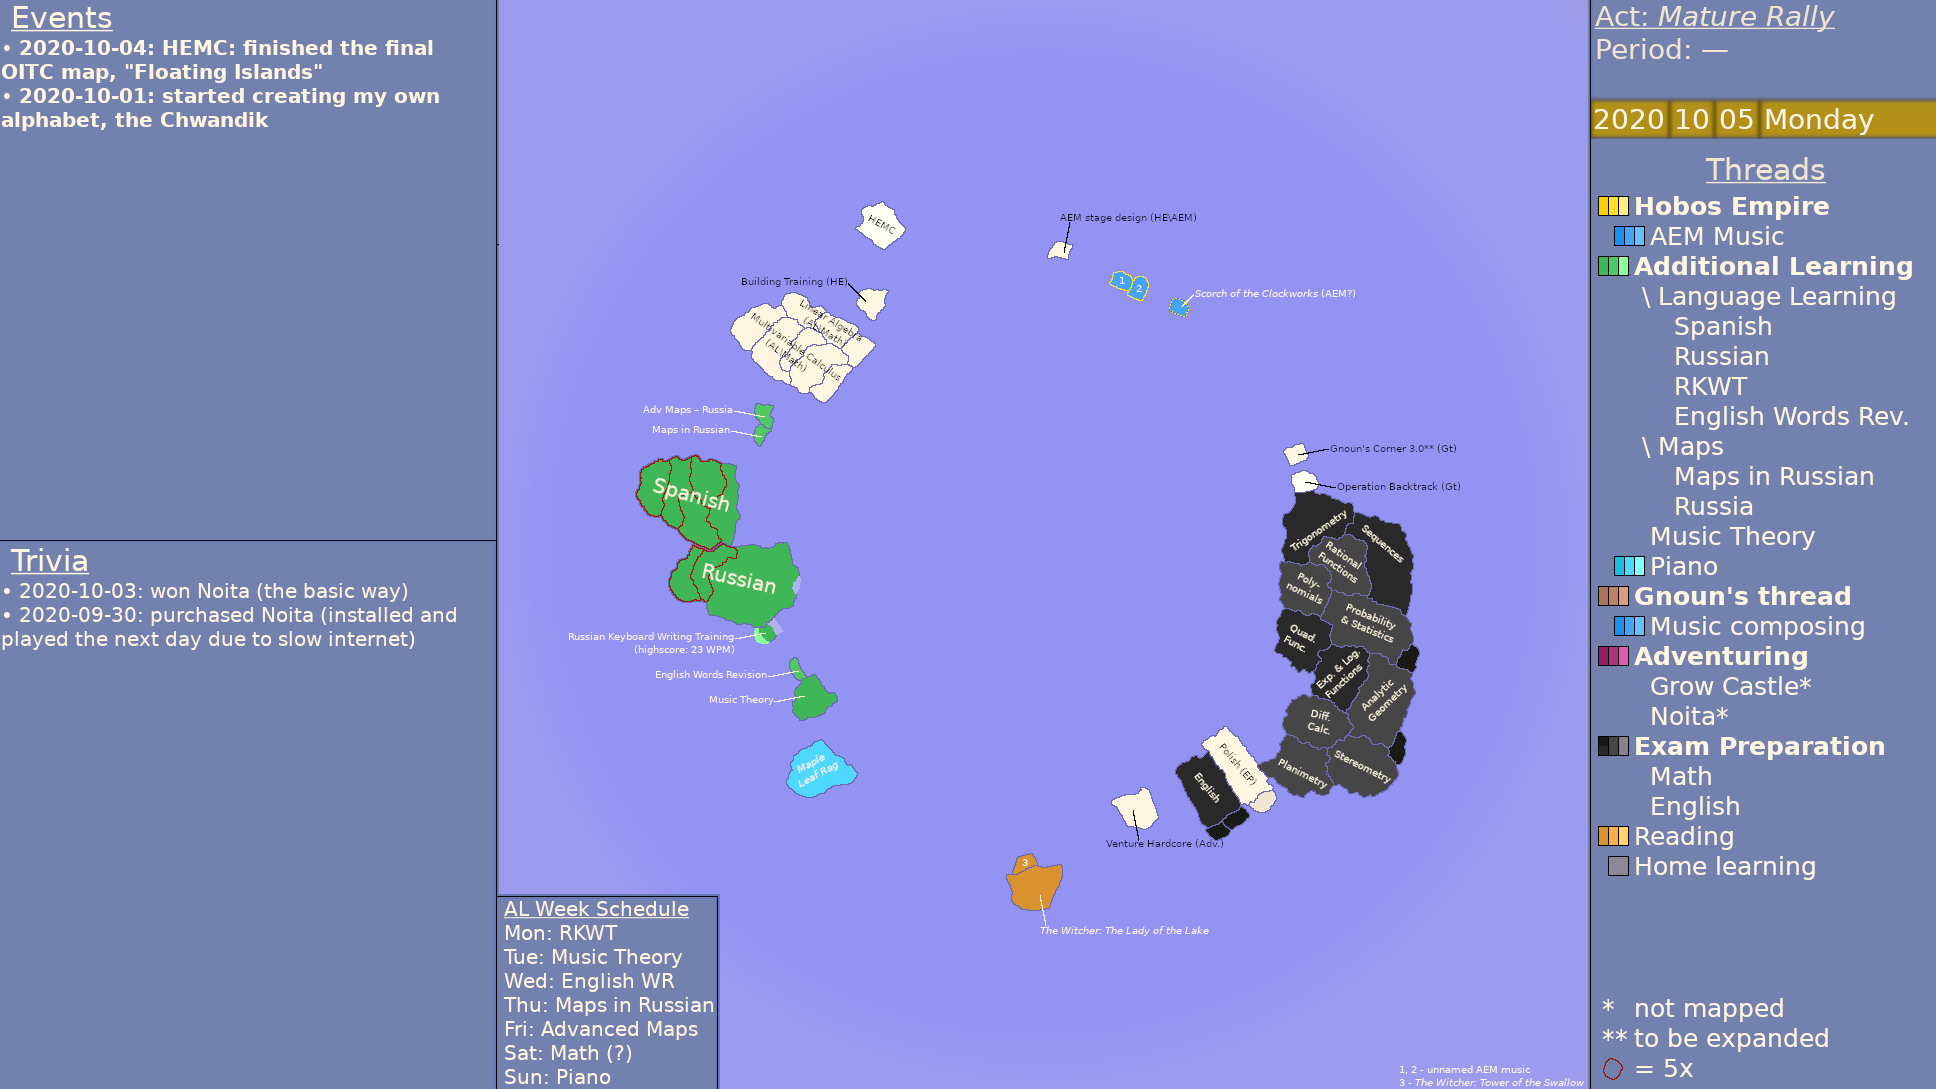 Events
• 2020-10-04: HEMC: finished the final
OITC map, "Floating Islands"
• 2020-10-01: started creating my own
alphabet, the Chwandik
Trivia
• 2020-10-03: won Noita (the basic way)
• 2020-09-30: purchased Noita (installed and
played the next day due to slow internet)
HEMC
AEM stage design (HE\AEM)
Building Training (HE)
1
2
Scorch of the Clockworks (AEM?)
Linear Algebra
(AL\Math)
Multivariable Calculus
(AL\Math)
Adv Maps – Russia
Maps in Russian
Spanish
Russian
Russian Keyboard Writing Training
(highscore: 23 WPM)
English Words Revision
Music Theory
Maple
Leaf Rag
Gnoun's Corner 3.0** (Gt)
Operation Backtrack (Gt)
Trigonometry
Sequences
Rational
Functions
Poly-
nomials
Probability
& Statistics
Quad.
Func.
Exp. & Log.
Functions
Analytic
Geometry
Diff.
Calc.
Planimetry
Stereometry
Polish (EP)
English
Venture Hardcore (Adv.)
3
The Witcher: The Lady of the Lake
AL Week Schedule
Mon: RKWT
Tue: Music Theory
Wed: English WR
Thu: Maps in Russian
Fri: Advanced Maps
Sat: Math (?)
Sun: Piano
1, 2 - unnamed AEM music
3 - The Witcher: Tower of the Swallow
Act: Mature Rally
Period: —
2020 10 05 Monday
Threads
Hobos Empire
AEM Music
Additional Learning
\ Language Learning
Spanish
Russian
RKWT
English Words Rev.
\ Maps
Maps in Russian
Russia
Music Theory
Piano
Gnoun's thread
Music composing
Adventuring
Grow Castle*
Noita*
Exam Preparation
Math
English
Reading
Home learning
* not mapped
** to be expanded
= 5x